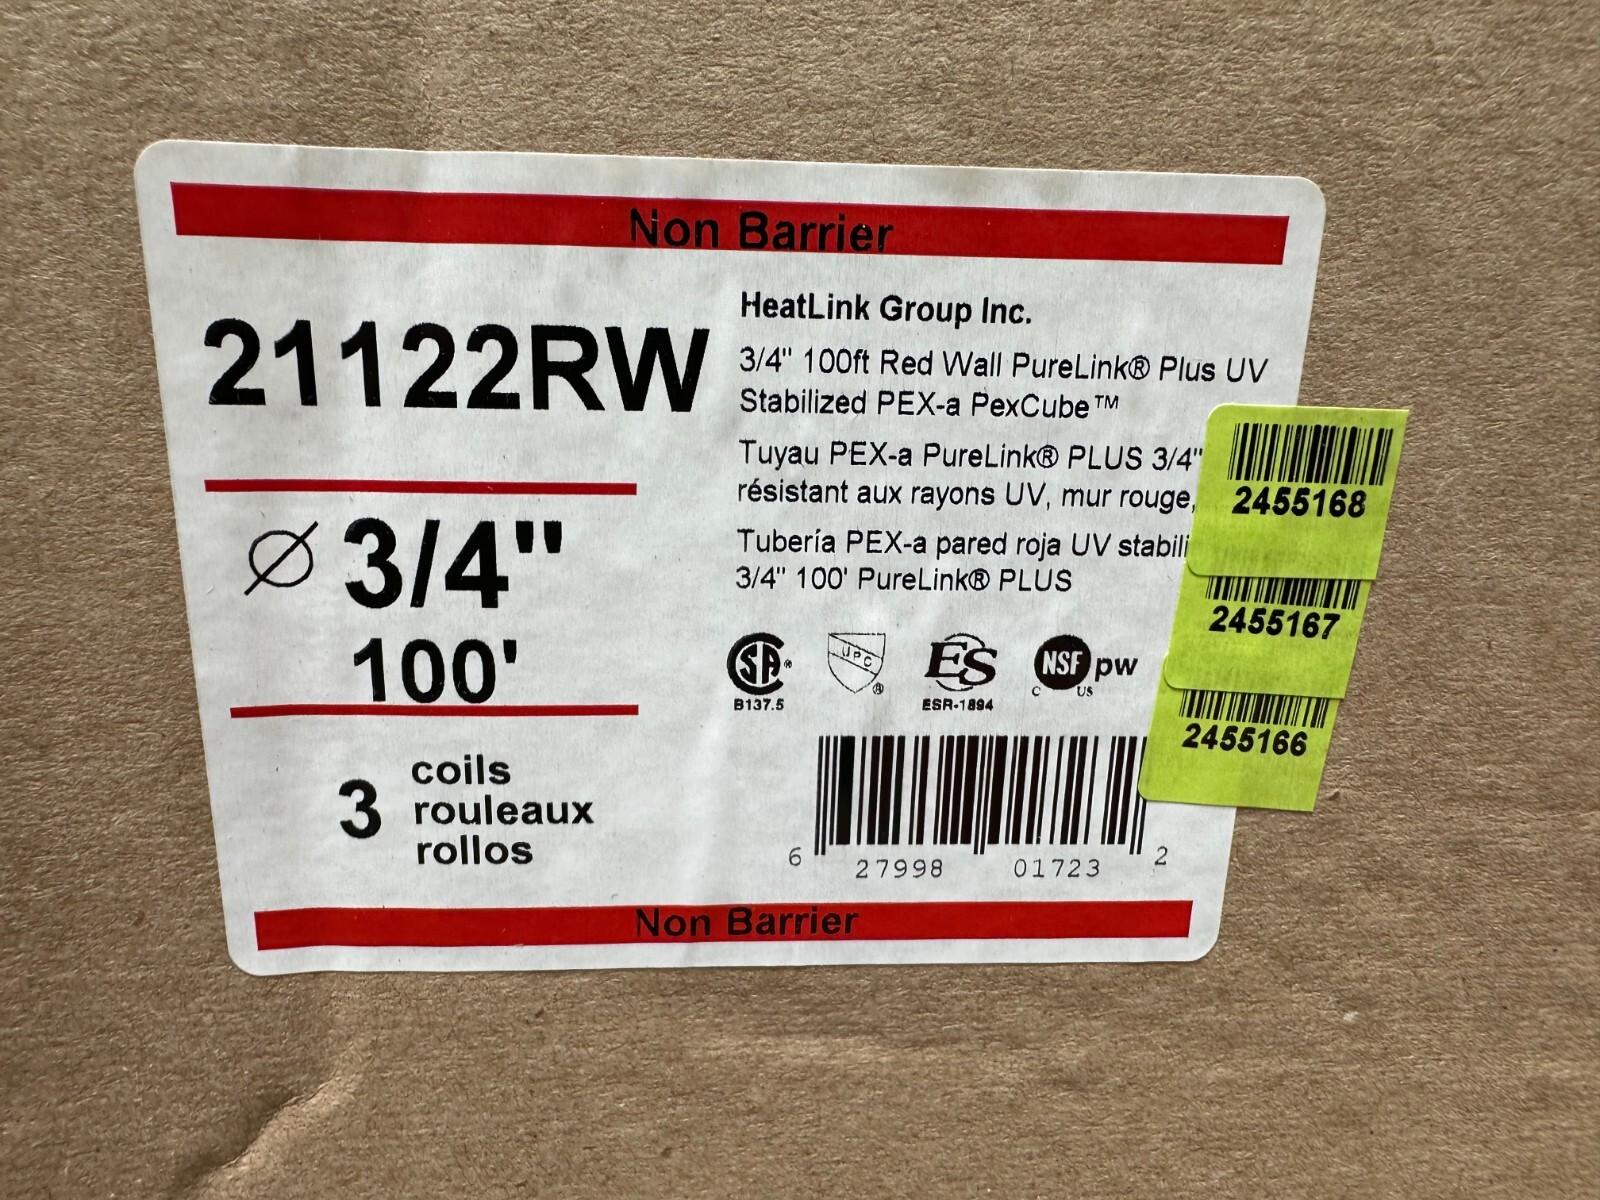 Non Barrier
21122RW
Ø 3/4"
100'
3 coils
rouleaux
rollos
HeatLink Group Inc.
3/4" 100ft Red Wall PureLink® Plus UV
Stabilized PEX-a PexCube™
Tuyau PEX-a PureLink® PLUS 3/4"
résistant aux rayons UV, mur rouge,
Tubería PEX-a pared roja UV
3/4" 100' PureLink® PLUS
SA®
B137.5
UPC®
ES
ESR-1894
NSF pw
C US
6 27998 01723 2
2455168
2455167
2455166
Non Barrier